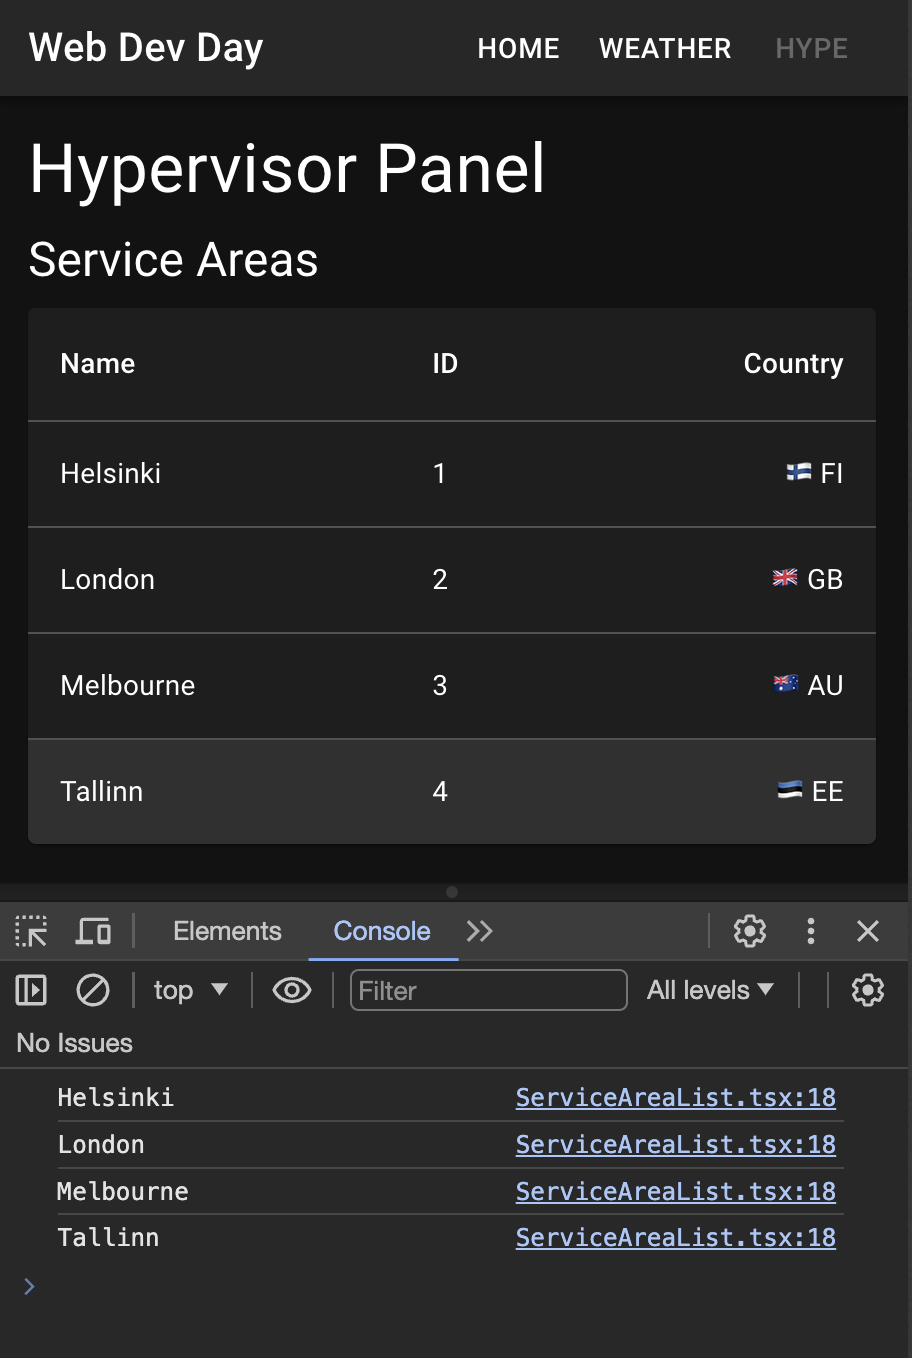 Web Dev Day HOME WEATHER HYPE
Hypervisor Panel
Service Areas
Name ID Country
Helsinki 1 🇫🇮 FI
London 2 🇬🇧 GB
Melbourne 3 🇦🇺 AU
Tallinn 4 🇪🇪 EE
Elements Console
top Filter All levels
No Issues
Helsinki ServiceAreaList.tsx:18
London ServiceAreaList.tsx:18
Melbourne ServiceAreaList.tsx:18
Tallinn ServiceAreaList.tsx:18